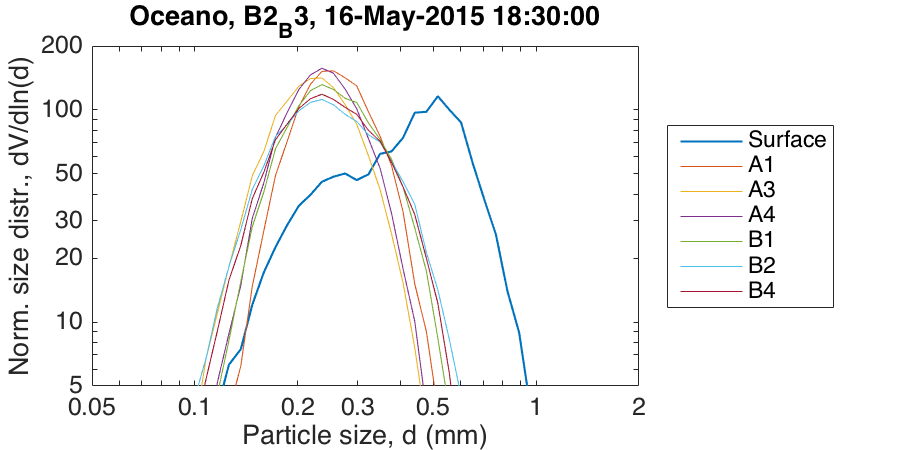 Oceano, B2_B3, 16-May-2015 18:30:00
Norm. size distr., dV/dln(d)
200
100
50
30
20
10
5
0.05 0.1 0.2 0.3 0.5 1 2
Particle size, d (mm)
Surface
A1
A3
A4
B1
B2
B4